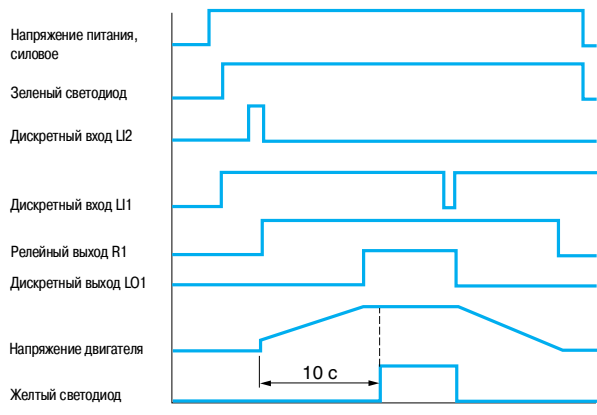 Напряжение питания,
силовое
Зеленый светодиод
Дискретный вход LI2
Дискретный вход LI1
Релейный выход R1
Дискретный выход LO1
Напряжение двигателя
10 с
Желтый светодиод